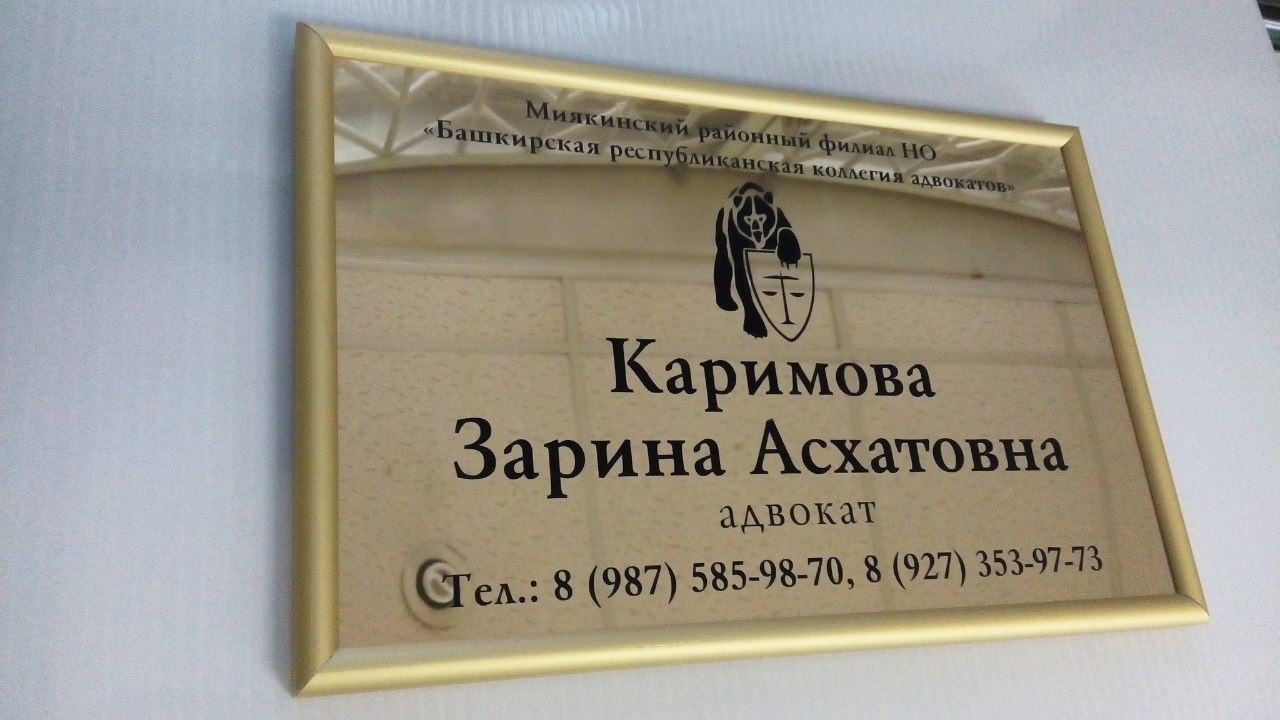 Миякинский районный филиал НО
«Башкирская республиканская коллегия адвокатов»
Каримова
Зарина Асхатовна
адвокат
Тел.: 8 (987) 585-98-70, 8 (927) 353-97-73